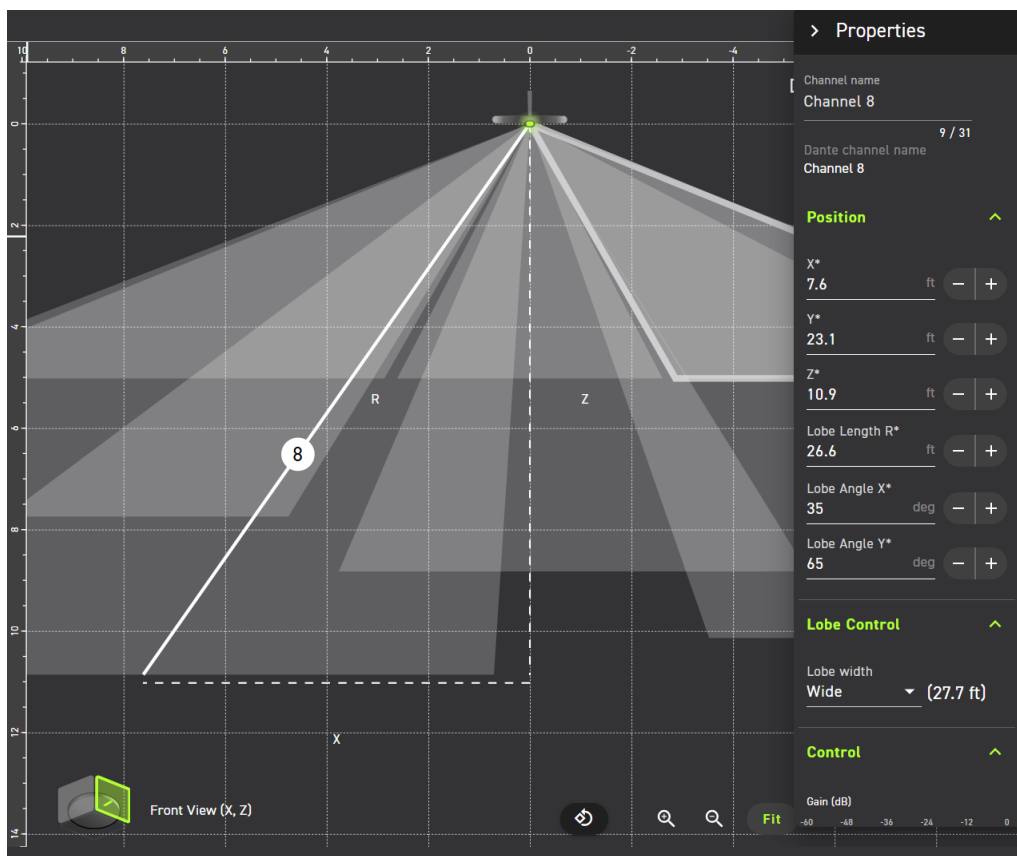 Properties
10 8 6 4 2 0 -2 -4
0
2
4
6
8
10
12
14
R
Z
8
X
Front View (X, Z)
Fit
Channel name
Channel 8
9 / 31
Dante channel name
Channel 8
Position
X*
7.6 ft − +
Y*
23.1 ft − +
Z*
10.9 ft − +
Lobe Length R*
26.6 ft − +
Lobe Angle X*
35 deg − +
Lobe Angle Y*
65 deg − +
Lobe Control
Lobe width
Wide (27.7 ft)
Control
Gain (dB)
-60 -48 -36 -24 -12 0